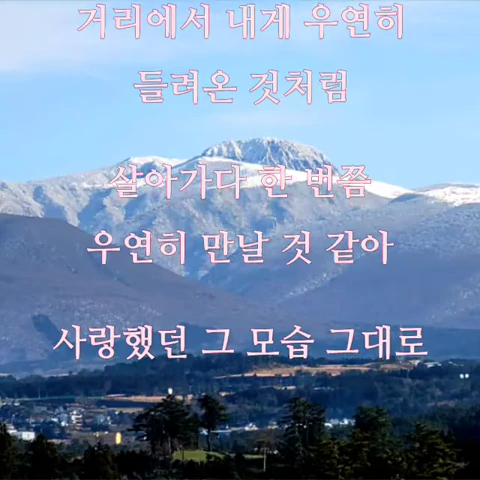 거리에서 내게 우연히
들려온 것처럼
살아가다 한 번쯤
우연히 만날 것 같아
사랑했던 그 모습 그대로